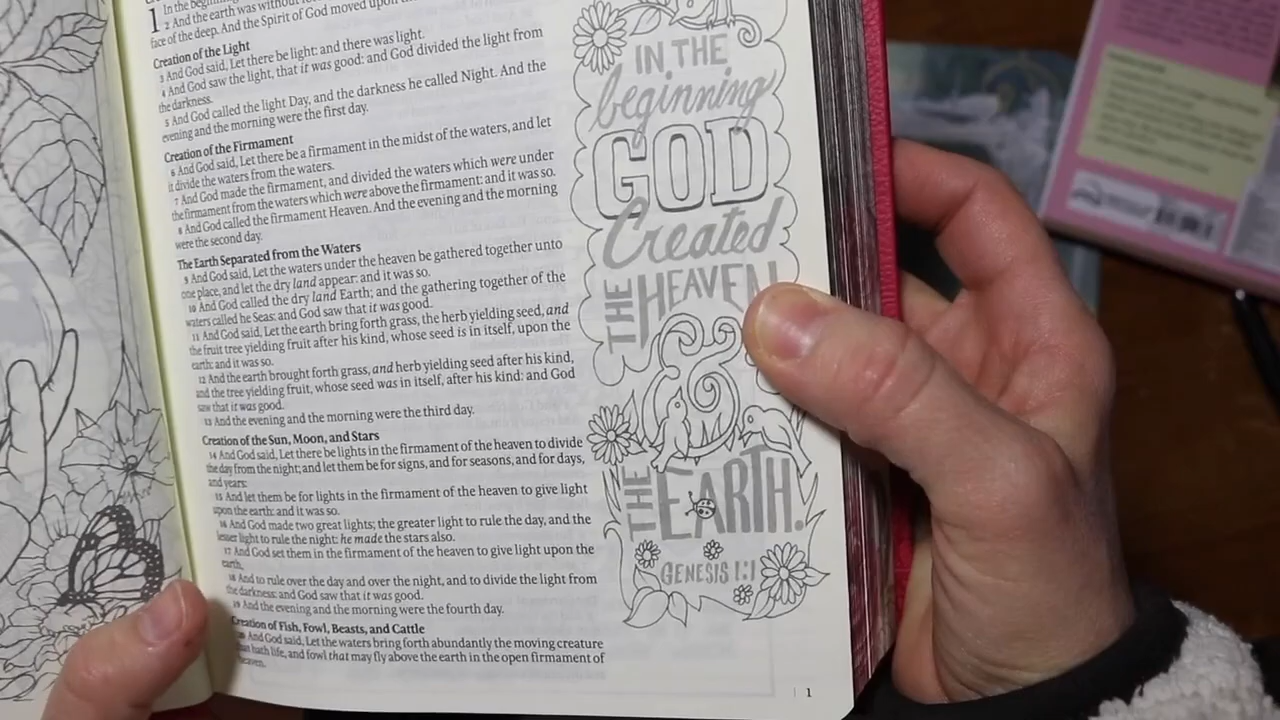 1 In the beginning
2 And the earth was without
face of the deep. And the Spirit of God moved upon
Creation of the Light
3 And God said, Let there be light: and there was light.
4 And God saw the light, that it was good: and God divided the light from
the darkness.
5 And God called the light Day, and the darkness he called Night. And the
evening and the morning were the first day.
Creation of the Firmament
6 And God said, Let there be a firmament in the midst of the waters, and let
it divide the waters from the waters.
7 And God made the firmament, and divided the waters which were under
the firmament from the waters which were above the firmament: and it was so.
8 And God called the firmament Heaven. And the evening and the morning
were the second day.
The Earth Separated from the Waters
9 And God said, Let the waters under the heaven be gathered together unto
one place, and let the dry land appear: and it was so.
10 And God called the dry land Earth; and the gathering together of the
waters called he Seas: and God saw that it was good.
11 And God said, Let the earth bring forth grass, the herb yielding seed, and
the fruit tree yielding fruit after his kind, whose seed is in itself, upon the
earth: and it was so.
12 And the earth brought forth grass, and herb yielding seed after his kind,
and the tree yielding fruit, whose seed was in itself, after his kind: and God
saw that it was good.
13 And the evening and the morning were the third day.
Creation of the Sun, Moon, and Stars
14 And God said, Let there be lights in the firmament of the heaven to divide
the day from the night; and let them be for signs, and for seasons, and for days,
and years:
15 And let them be for lights in the firmament of the heaven to give light
upon the earth: and it was so.
16 And God made two great lights; the greater light to rule the day, and the
lesser light to rule the night: he made the stars also.
17 And God set them in the firmament of the heaven to give light upon the
earth,
18 And to rule over the day and over the night, and to divide the light from
the darkness: and God saw that it was good.
19 And the evening and the morning were the fourth day.
Creation of Fish, Fowl, Beasts, and Cattle
20 And God said, Let the waters bring forth abundantly the moving creature
that hath life, and fowl that may fly above the earth in the open firmament of
heaven.
IN THE
beginning
GOD
Created
THE HEAVEN
THE EARTH.
GENESIS 1:1
1